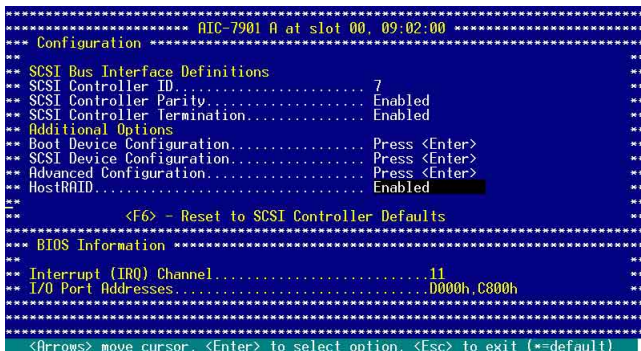 AIC-7901 A at slot 00, 09:02:00
Configuration
SCSI Bus Interface Definitions
SCSI Controller ID........................ 7
SCSI Controller Parity.................... Enabled
SCSI Controller Termination............... Enabled
Additional Options
Boot Device Configuration................. Press <Enter>
SCSI Device Configuration................. Press <Enter>
Advanced Configuration.................... Press <Enter>
HostRAID.................................. Enabled
<F6> - Reset to SCSI Controller Defaults
BIOS Information
Interrupt (IRQ) Channel...........................11
I/O Port Addresses................................D000h,C800h
<Arrows> move cursor, <Enter> to select option, <Esc> to exit (*=default)